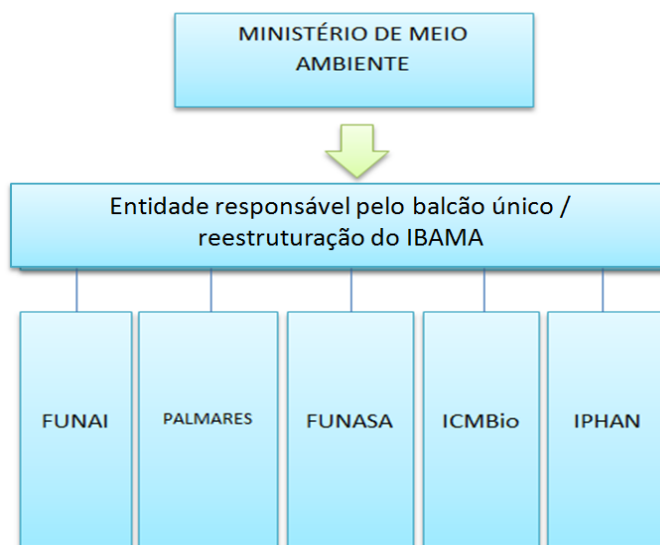 MINISTÉRIO DE MEIO
AMBIENTE
Entidade responsável pelo balcão único /
reestruturação do IBAMA
FUNAI
PALMARES
FUNASA
ICMBio
IPHAN